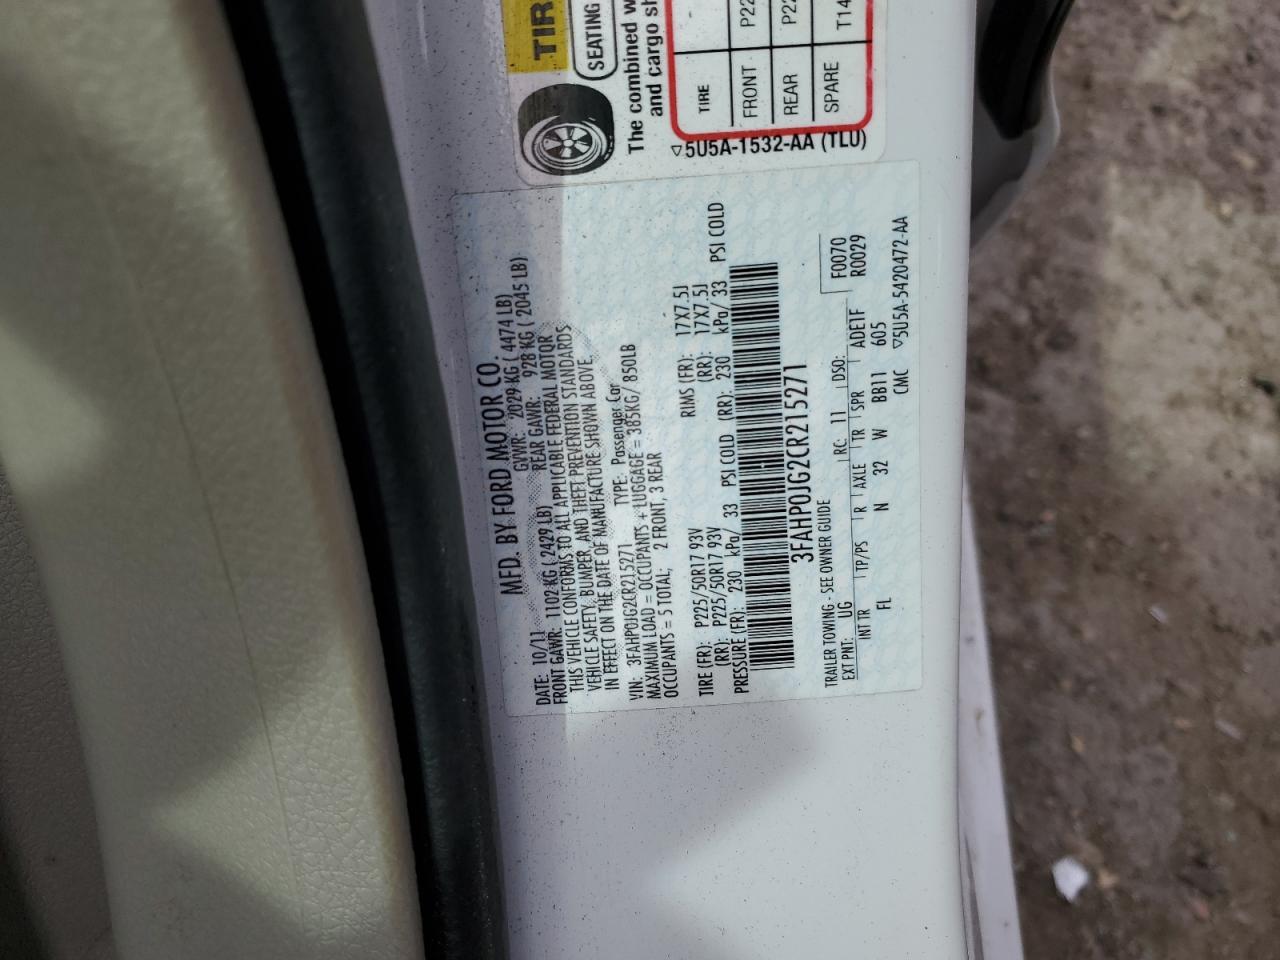 TIR
SEATING
The combined w
and cargo sh
TIRE
FRONT P22
REAR P22
SPARE T14
▽5U5A-1532-AA (TLU)
MFD. BY FORD MOTOR CO.
DATE: 10/11 GVWR: 2029 KG ( 4474 LB)
FRONT GAWR: 1102 KG ( 2429 LB) REAR GAWR: 928 KG ( 2045 LB)
THIS VEHICLE CONFORMS TO ALL APPLICABLE FEDERAL MOTOR
VEHICLE SAFETY, BUMPER, AND THEFT PREVENTION STANDARDS
IN EFFECT ON THE DATE OF MANUFACTURE SHOWN ABOVE.
VIN: 3FAHP0JG2CR215271 TYPE: Passenger Car
MAXIMUM LOAD = OCCUPANTS + LUGGAGE = 385KG/ 850LB
OCCUPANTS = 5 TOTAL: 2 FRONT, 3 REAR
TIRE (FR): P225/50R17 93V RIMS (FR): 17X7.5J
(RR): P225/50R17 93V (RR): 17X7.5J
PRESSURE (FR): 230 kPa/ 33 PSI COLD (RR): 230 kPa/ 33 PSI COLD
3FAHP0JG2CR215271
TRAILER TOWING - SEE OWNER GUIDE F0070
EXT PNT: UG RC: 11 DSO: R0029
INT TR TP/PS R AXLE TR SPR ADE1F
FL N 32 W BB11 605
CMC ▽5U5A-5420472-AA